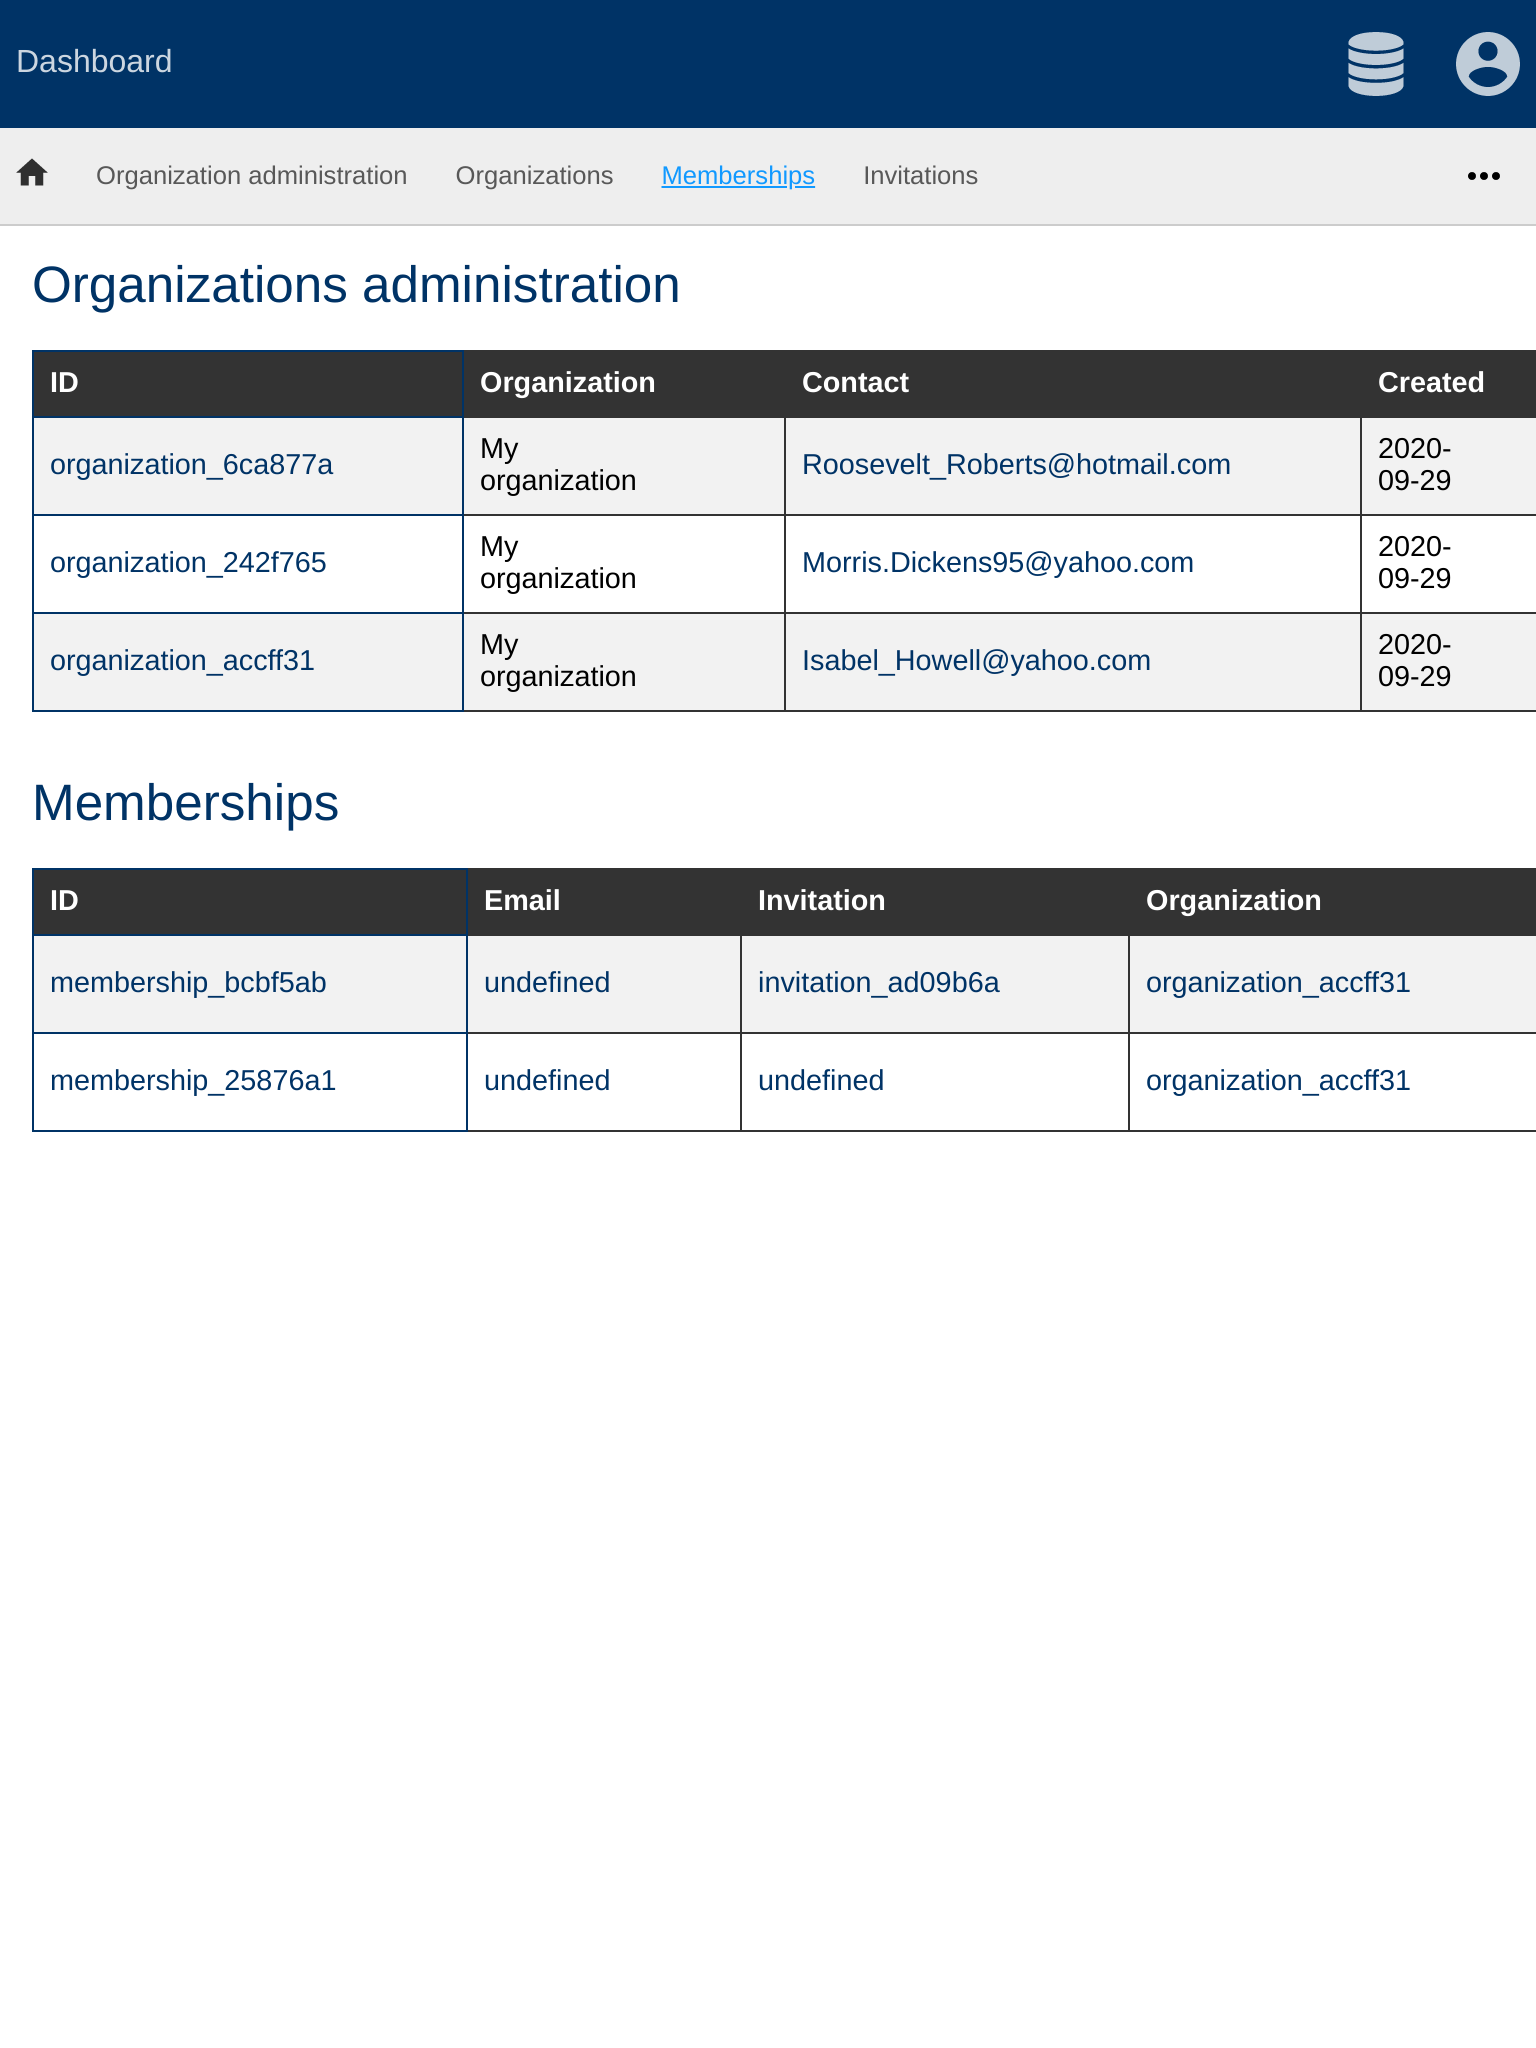 Dashboard
Organization administration Organizations Memberships Invitations
Organizations administration
ID Organization Contact Created
organization_6ca877a My organization Roosevelt_Roberts@hotmail.com 2020-09-29
organization_242f765 My organization Morris.Dickens95@yahoo.com 2020-09-29
organization_accff31 My organization Isabel_Howell@yahoo.com 2020-09-29
Memberships
ID Email Invitation Organization
membership_bcbf5ab undefined invitation_ad09b6a organization_accff31
membership_25876a1 undefined undefined organization_accff31